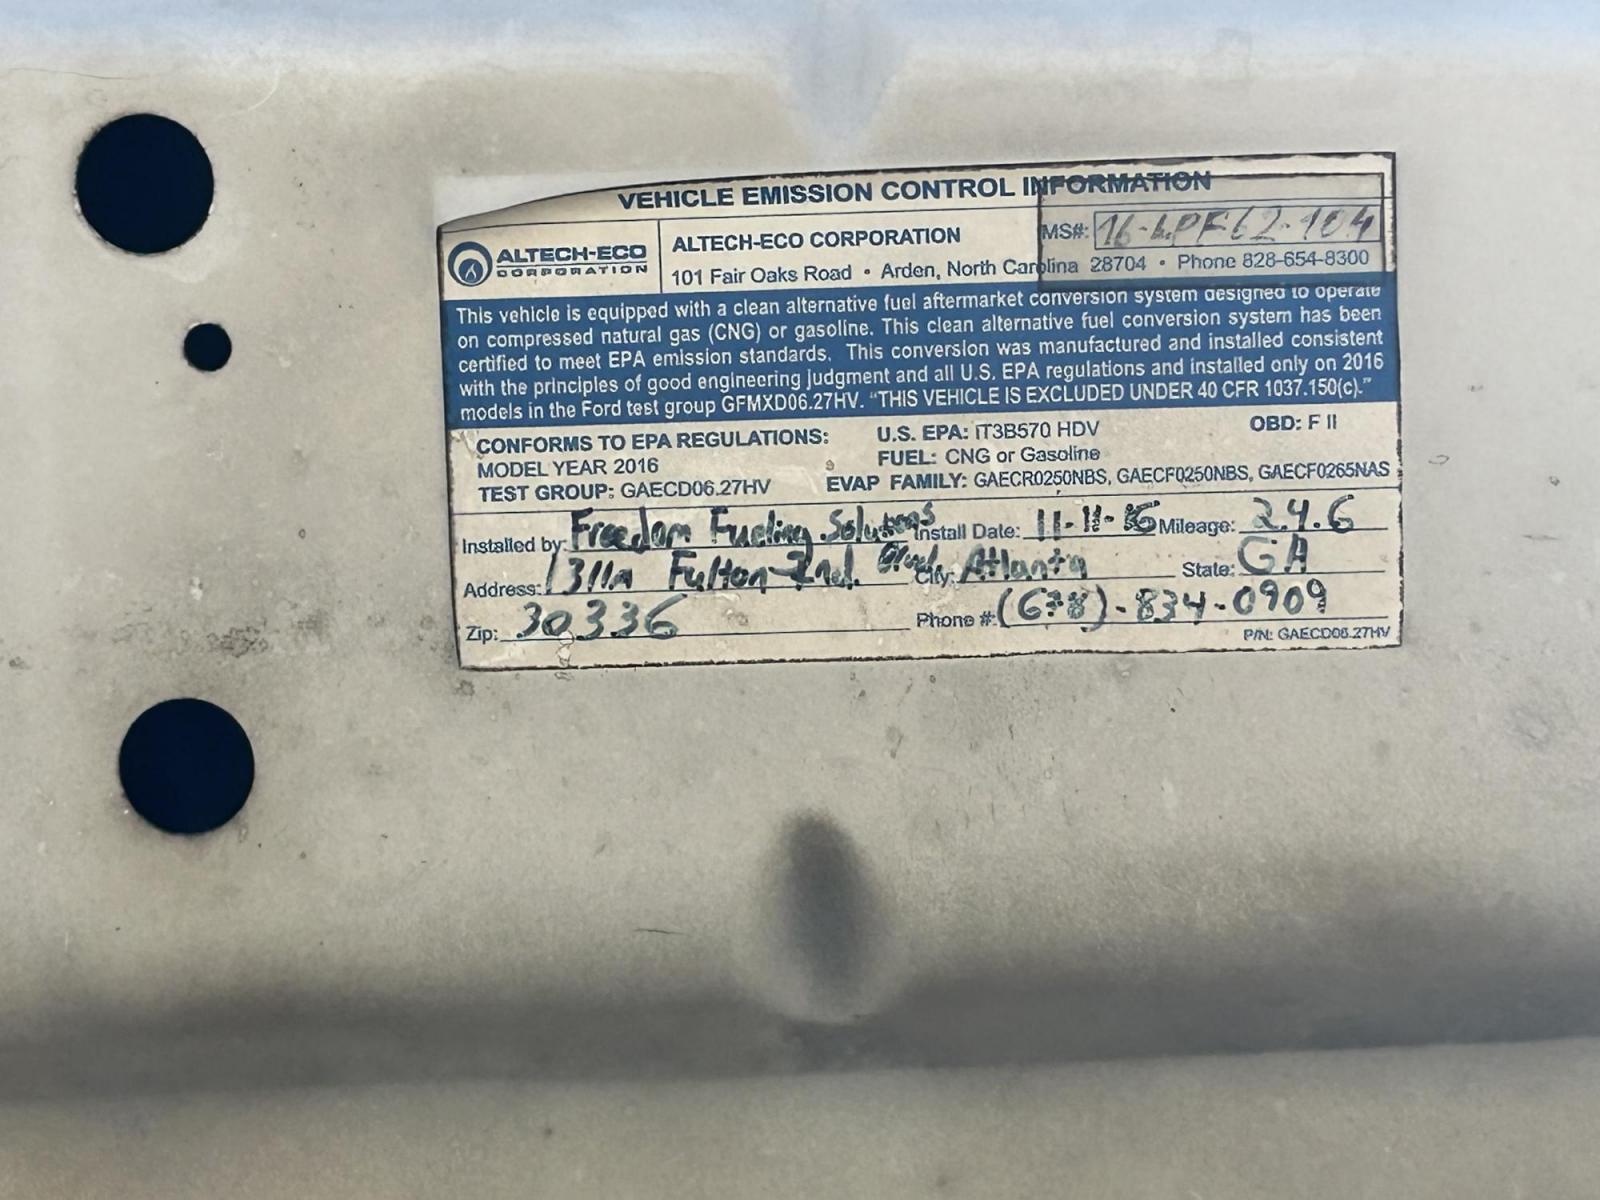 VEHICLE EMISSION CONTROL INFORMATION
ALTECH-ECO
CORPORATION
ALTECH-ECO CORPORATION
MS#: 16-LPF62-104
101 Fair Oaks Road • Arden, North Carolina 28704 • Phone 828-654-8300
This vehicle is equipped with a clean alternative fuel aftermarket conversion system designed to operate
on compressed natural gas (CNG) or gasoline. This clean alternative fuel conversion system has been
certified to meet EPA emission standards. This conversion was manufactured and installed consistent
with the principles of good engineering judgment and all U.S. EPA regulations and installed only on 2016
models in the Ford test group GFMXD06.27HV. "THIS VEHICLE IS EXCLUDED UNDER 40 CFR 1037.150(c)."
CONFORMS TO EPA REGULATIONS: U.S. EPA: iT3B570 HDV OBD: F II
MODEL YEAR 2016 FUEL: CNG or Gasoline
TEST GROUP: GAECD06.27HV EVAP FAMILY: GAECR0250NBS, GAECF0250NBS, GAECF0265NAS
Installed by: Freedom Fueling Solutions Install Date: 11-11-16 Mileage: 24.6
Address: 1311a Fulton Ind. Blvd. City: Atlanta State: GA
Zip: 30336 Phone #: (678)-834-0909
P/N: GAECD06.27HV